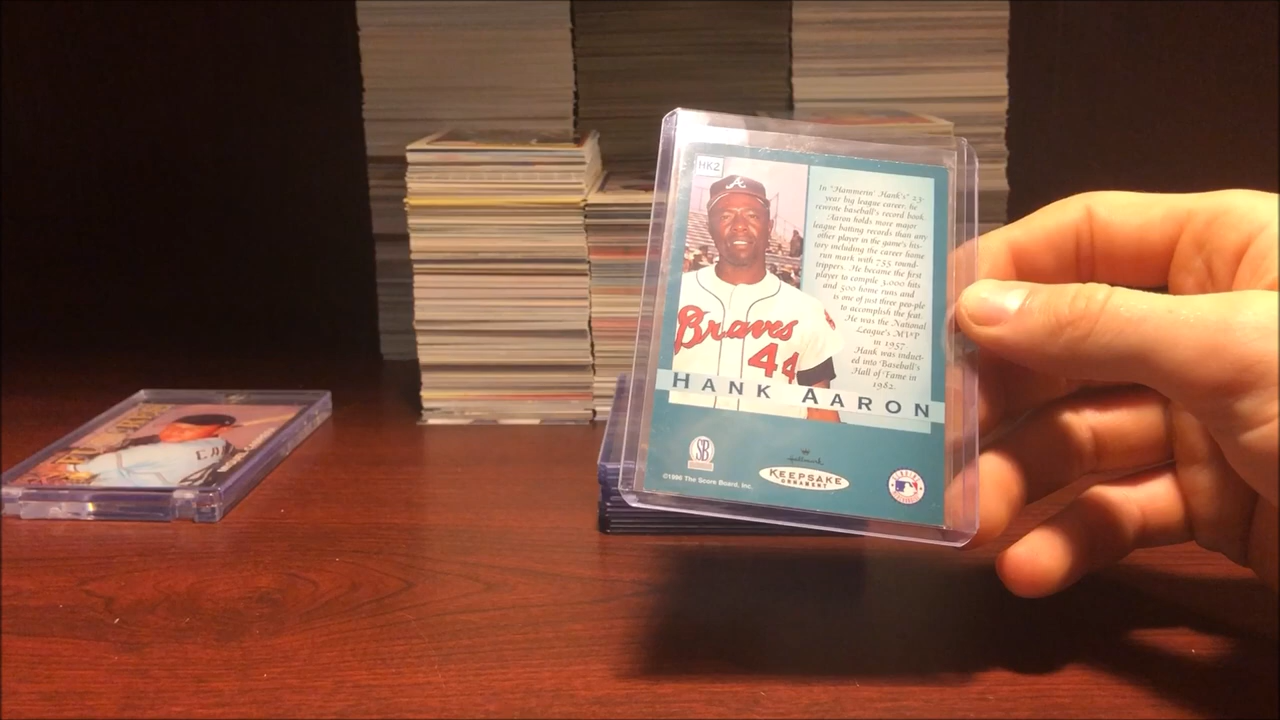 HK2
In "Hammerin' Hank's" 23-
year big league career, he
rewrote baseball's record book.
Aaron holds more major
league batting records than any
other player in the game's his-
tory including the career home
run mark with 755 round-
trippers. He became the first
player to compile 3,000 hits
and 500 home runs and
is one of just three peo-ple
to accomplish the feat.
He was the National
League's MVP
in 1957.
Hank was induct-
ed into Baseball's
Hall of Fame in
1982.
A
Braves
44
HANK AARON
SB
©1996 The Score Board, Inc.
Hallmark
KEEPSAKE
ORNAMENT